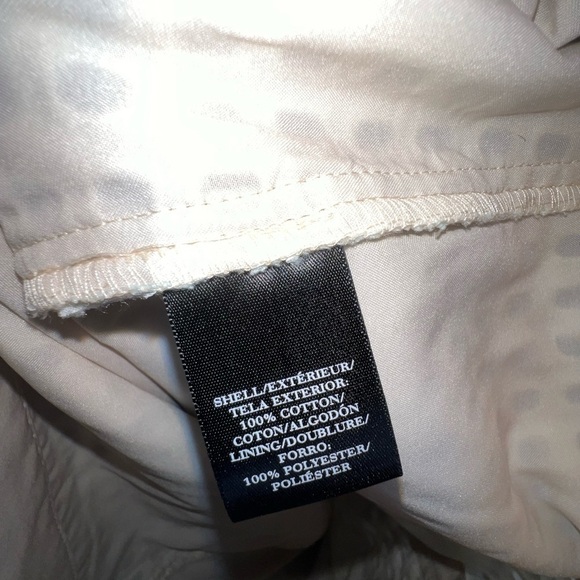 SHELL/EXTÉRIEUR/
TELA EXTERIOR:
100% COTTON/
COTON/ALGODÓN
LINING/DOUBLURE/
FORRO:
100% POLYESTER/
POLIÉSTER